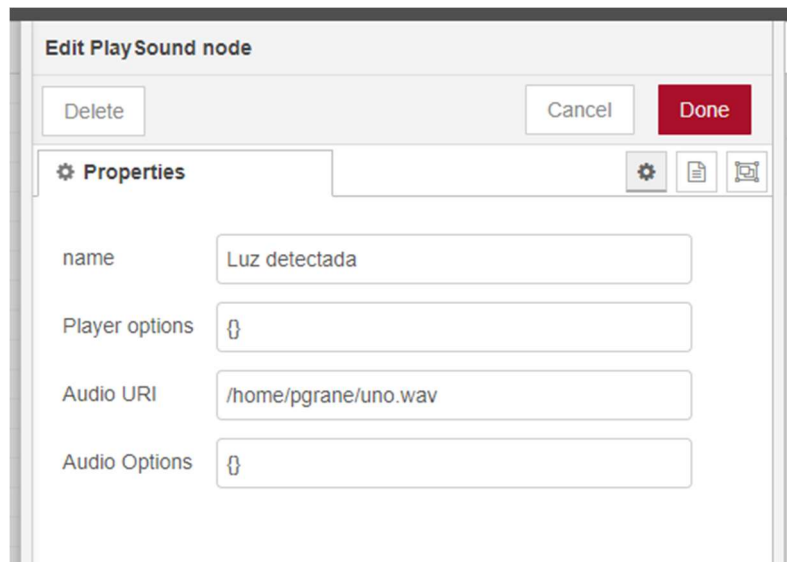 Edit PlaySound node
Delete Cancel Done
Properties
name Luz detectada
Player options {}
Audio URI /home/pgrane/uno.wav
Audio Options {}